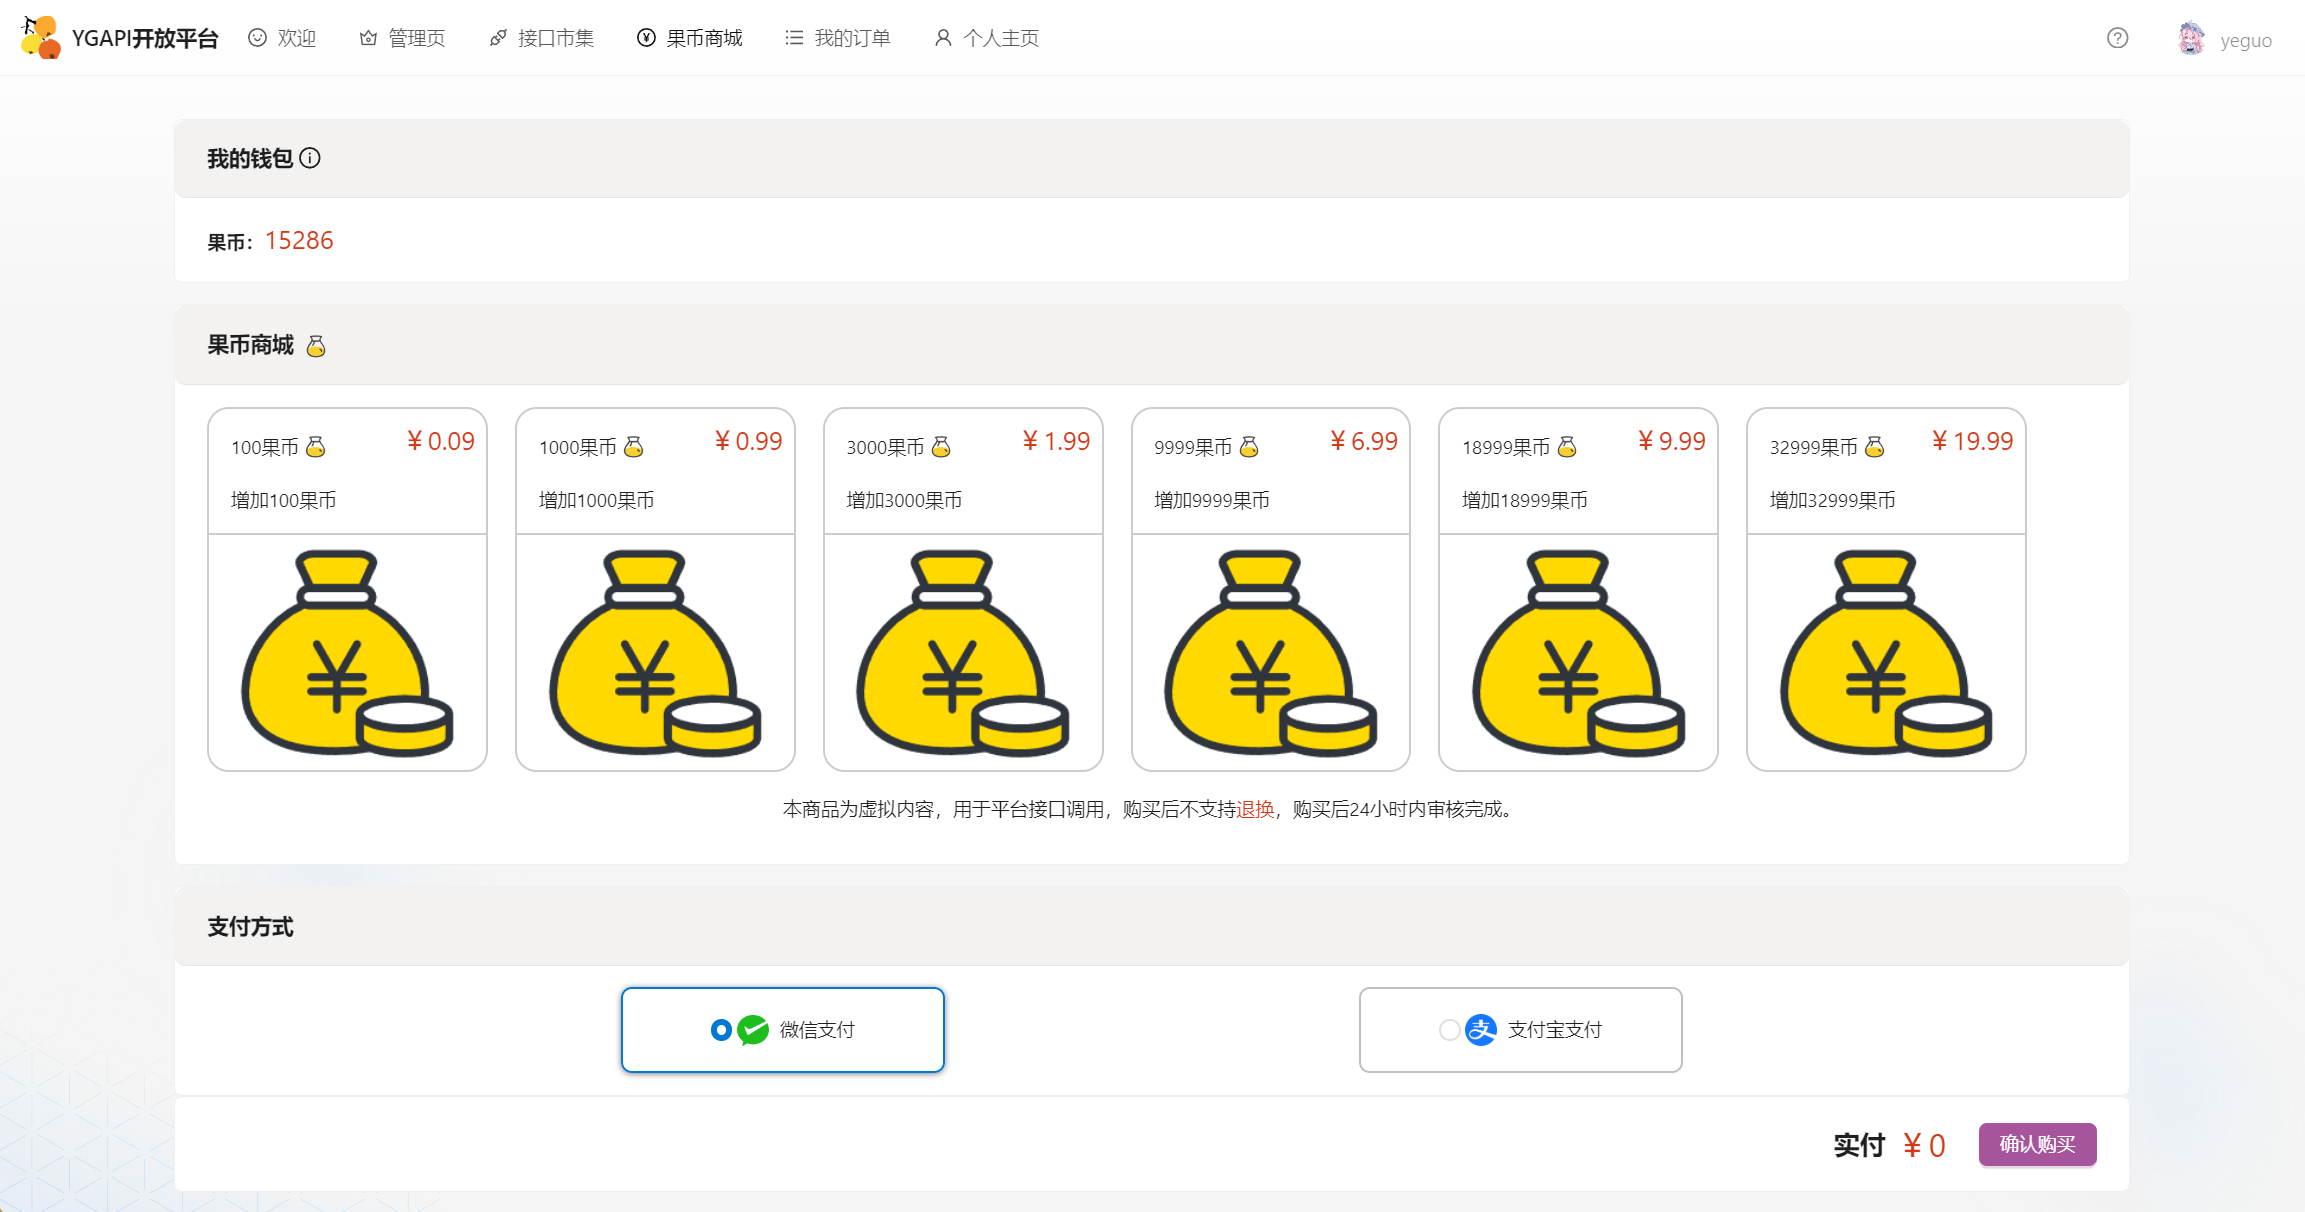 YGAPI开放平台 欢迎 管理页 接口市集 果币商城 我的订单 个人主页 yeguo
我的钱包
果币：15286
果币商城
100果币 ¥ 0.09
增加100果币
1000果币 ¥ 0.99
增加1000果币
3000果币 ¥ 1.99
增加3000果币
9999果币 ¥ 6.99
增加9999果币
18999果币 ¥ 9.99
增加18999果币
32999果币 ¥ 19.99
增加32999果币
¥
¥
¥
¥
¥
¥
本商品为虚拟内容，用于平台接口调用，购买后不支持退换，购买后24小时内审核完成。
支付方式
微信支付
支 支付宝支付
实付 ¥ 0 确认购买